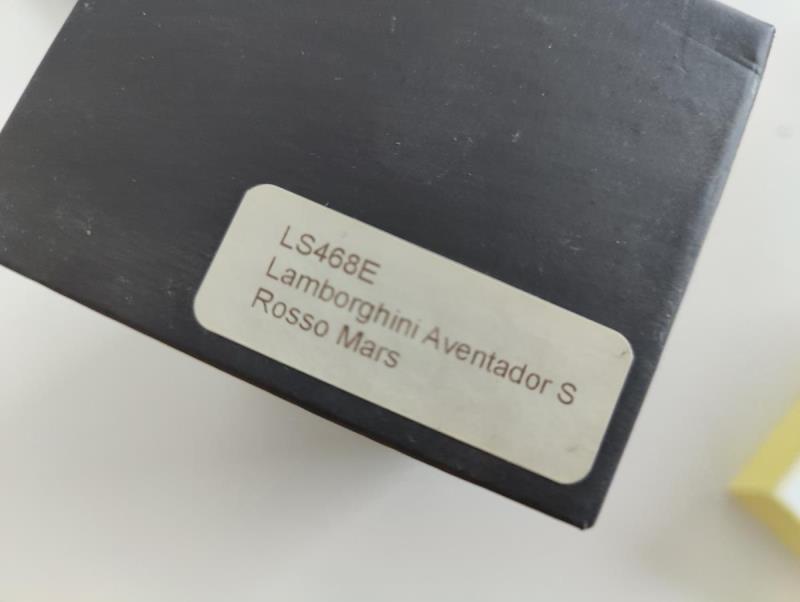 LS468E
Lamborghini Aventador S
Rosso Mars